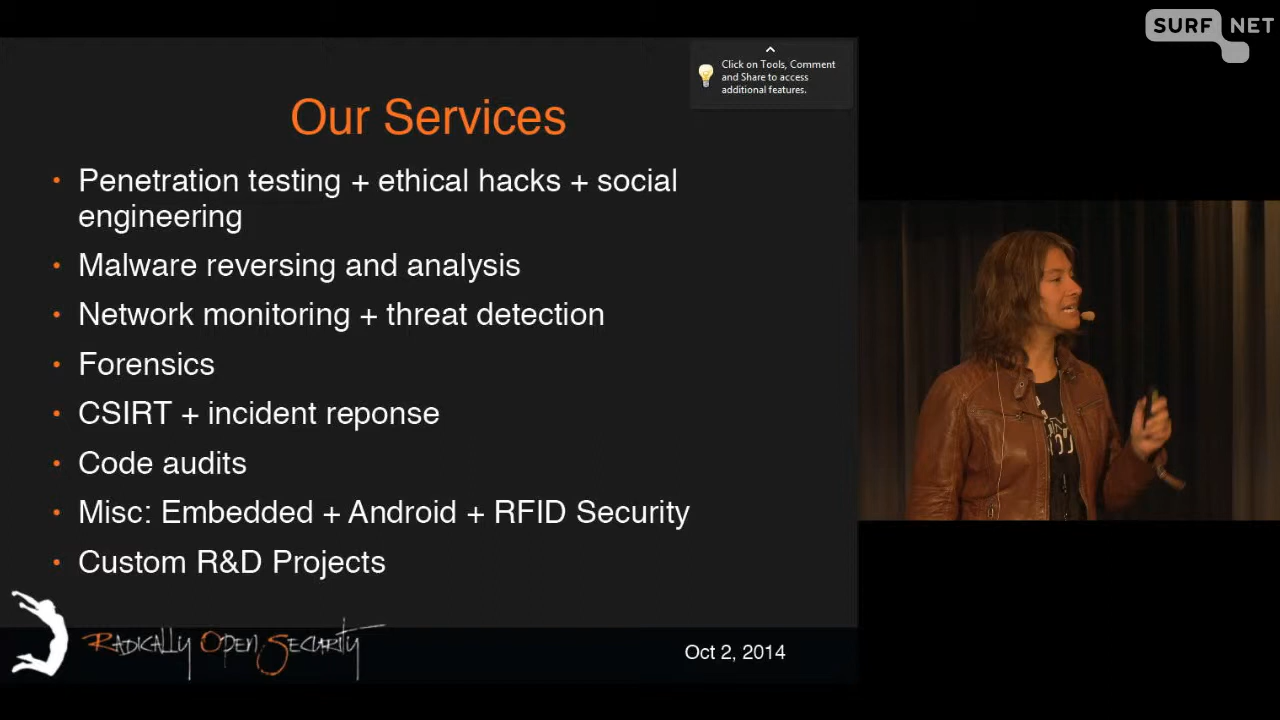 SURF NET
Click on Tools, Comment
and Share to access
additional features.
Our Services
Penetration testing + ethical hacks + social
engineering
Malware reversing and analysis
Network monitoring + threat detection
Forensics
CSIRT + incident reponse
Code audits
Misc: Embedded + Android + RFID Security
Custom R&D Projects
RADICALLY OPEN SECURITY
Oct 2, 2014